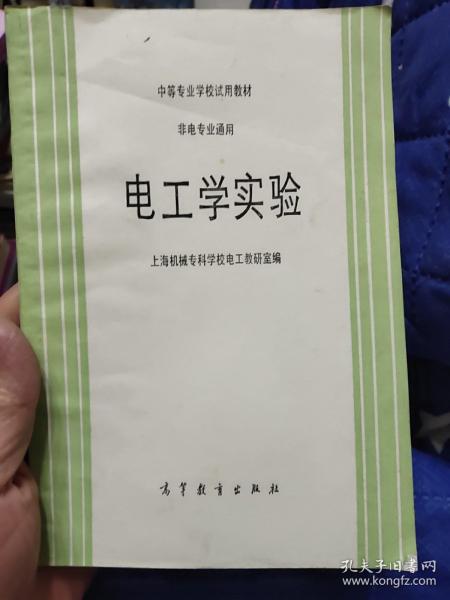 中等专业学校试用教材
非电专业通用
电工学实验
上海机械专科学校电工教研室编
高等教育出版社
孔夫子旧书网
www.kongfz.com